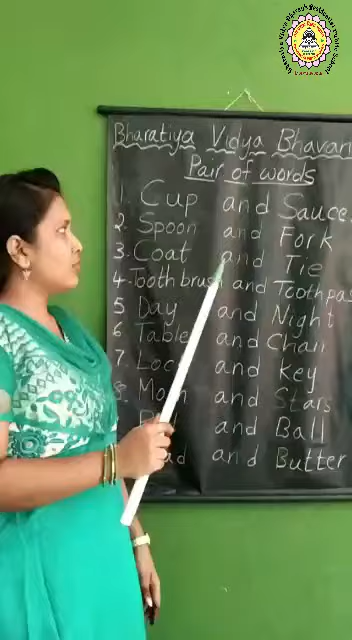 Bharatiya Vidya Bhavan
Pair of words
1. Cup and Sauce
2. Spoon and Fork
3. Coat and Tie
4. Tooth brush and Toothpas
5 Day and Night
6 Table and Chair
7. Loc and key
8. Moon and Stars
and Ball
and Butter